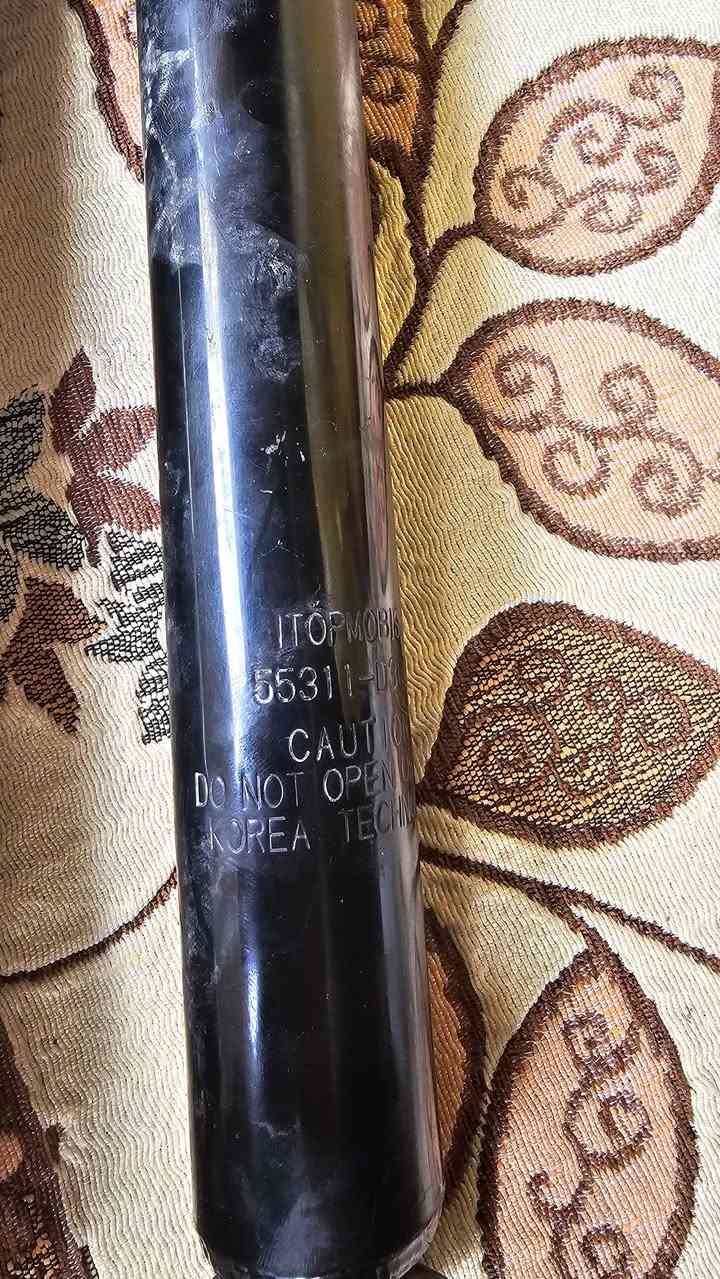 ITOPMOBIS
55311-D
CAUTIO
DO NOT OPEN
KOREA TECHN